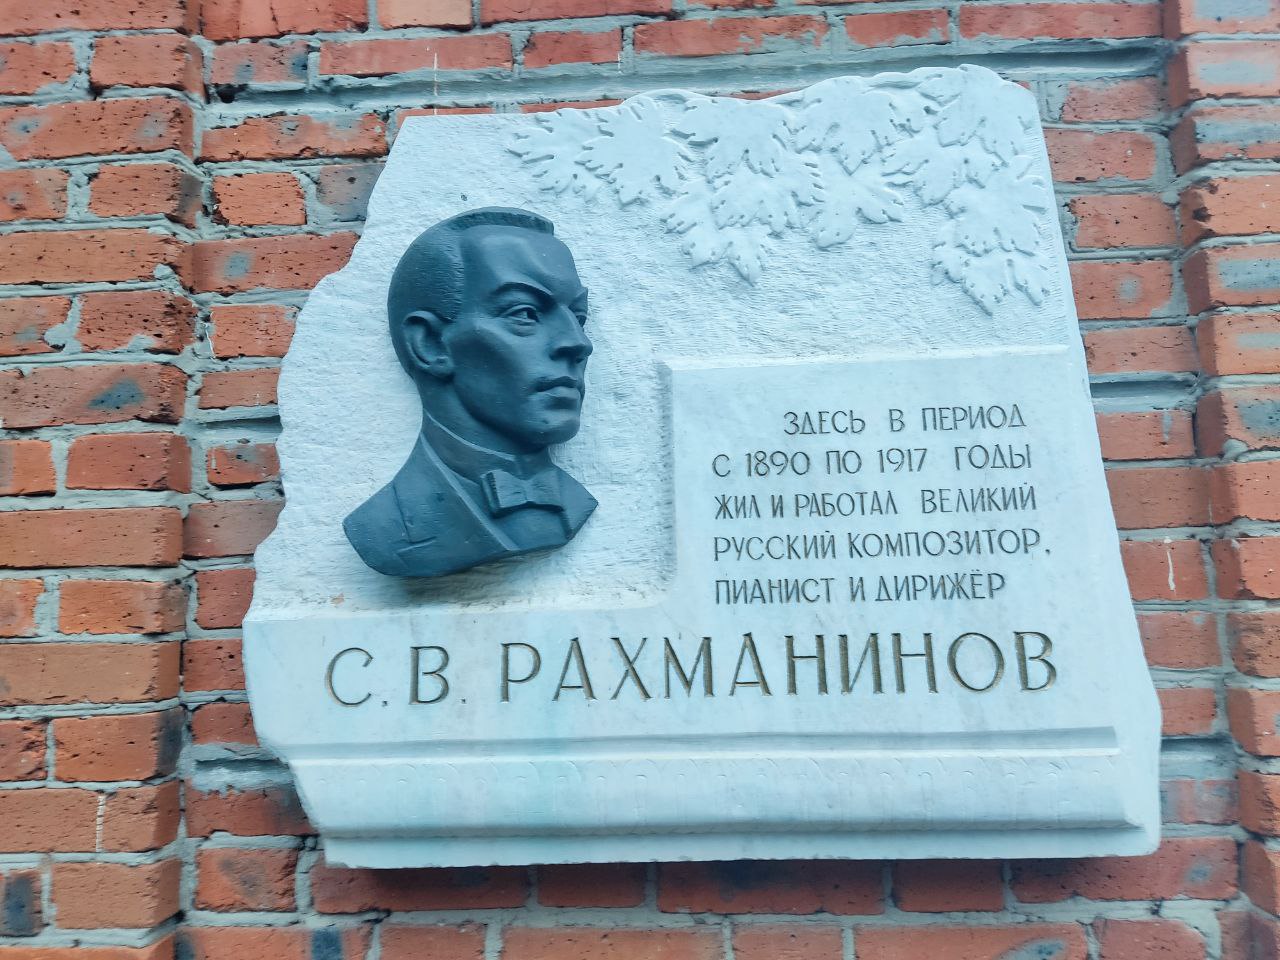 ЗДЕСЬ В ПЕРИОД
С 1890 ПО 1917 ГОДЫ
ЖИЛ И РАБОТАЛ ВЕЛИКИЙ
РУССКИЙ КОМПОЗИТОР,
ПИАНИСТ И ДИРИЖЁР
С. В. РАХМАНИНОВ